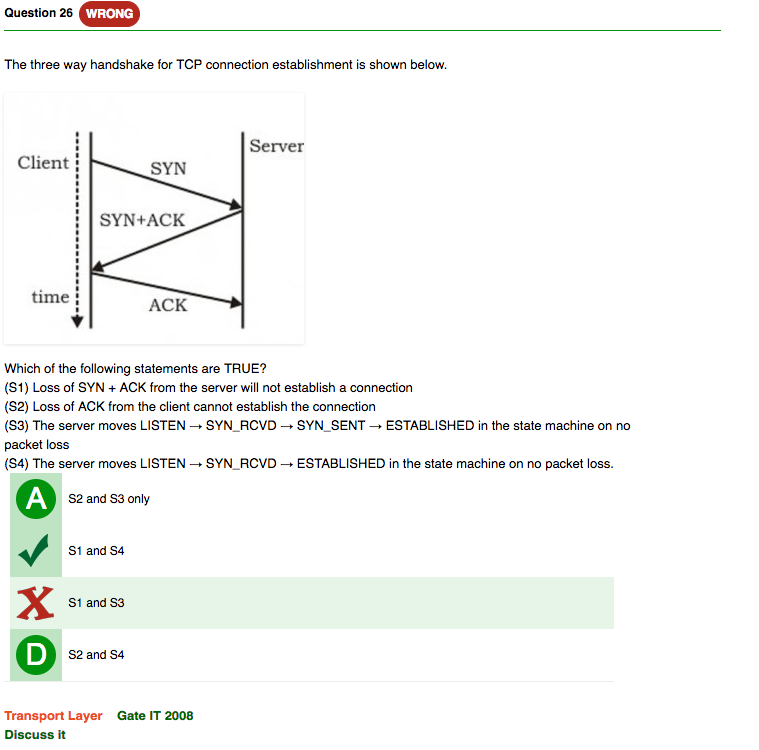 Question 26 WRONG
The three way handshake for TCP connection establishment is shown below.
Server
Client
SYN
SYN+ACK
time
ACK
Which of the following statements are TRUE?
(S1) Loss of SYN + ACK from the server will not establish a connection
(S2) Loss of ACK from the client cannot establish the connection
(S3) The server moves LISTEN → SYN_RCVD → SYN_SENT → ESTABLISHED in the state machine on no
packet loss
(S4) The server moves LISTEN → SYN_RCVD → ESTABLISHED in the state machine on no packet loss.
A S2 and S3 only
S1 and S4
X S1 and S3
D S2 and S4
Transport Layer Gate IT 2008
Discuss it